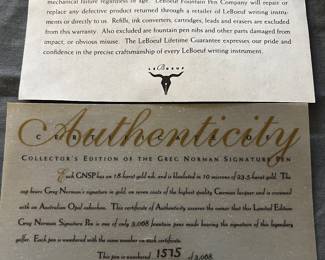 mechanical failure regardless of age. LeBoeuf Fountain Pen Company will repair or
replace any defective product returned through a retailer of LeBoeuf writing instru-
ments or directly to us. Refills, ink converters, cartridges, leads and erasers are excluded
from this warranty. Also excluded are fountain pen nibs and other parts damaged from
impact, or obvious misuse. The LeBoeuf Lifetime Guarantee expresses our pride and
confidence in the precise craftsmanship of every LeBoeuf writing instrument.
LeBoeuf
Authenticity
COLLECTOR'S EDITION OF THE GREG NORMAN SIGNATURE PEN
Each GNSP has an 18-karat gold nib and is blanketed in 10 microns of 23.5-karat gold. The
cap bears Greg Norman's signature in gold, on seven coats of the highest quality German lacquer and is crowned
with an Australian Opal cabochon. This certificate of Authenticity assures the owner that this Limited Edition
Greg Norman Signature Pen is one of only 2,068 fountain pens made bearing the signature of this legendary
golfer. Each pen is numbered with the same number on each certificate.
This pen is numbered 1575 of 2,068